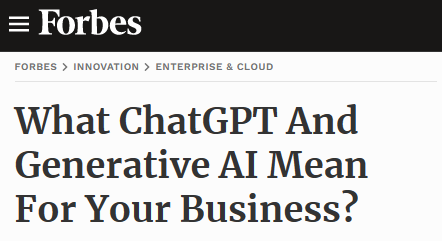 Forbes
FORBES > INNOVATION > ENTERPRISE & CLOUD
What ChatGPT And
Generative AI Mean
For Your Business?